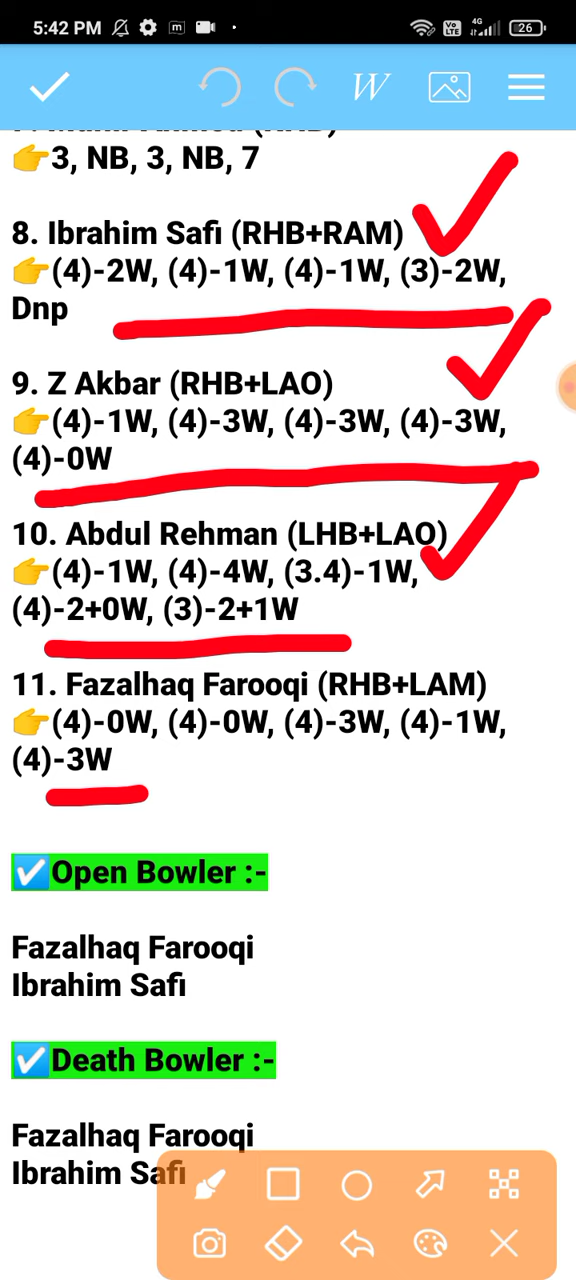 5:42 PM m Vo LTE 4G 26
W
👉3, NB, 3, NB, 7
8. Ibrahim Safi (RHB+RAM)
👉(4)-2W, (4)-1W, (4)-1W, (3)-2W,
Dnp
9. Z Akbar (RHB+LAO)
👉(4)-1W, (4)-3W, (4)-3W, (4)-3W,
(4)-0W
10. Abdul Rehman (LHB+LAO)
👉(4)-1W, (4)-4W, (3.4)-1W,
(4)-2+0W, (3)-2+1W
11. Fazalhaq Farooqi (RHB+LAM)
👉(4)-0W, (4)-0W, (4)-3W, (4)-1W,
(4)-3W
☑Open Bowler :-
Fazalhaq Farooqi
Ibrahim Safi
☑Death Bowler :-
Fazalhaq Farooqi
Ibrahim Safi